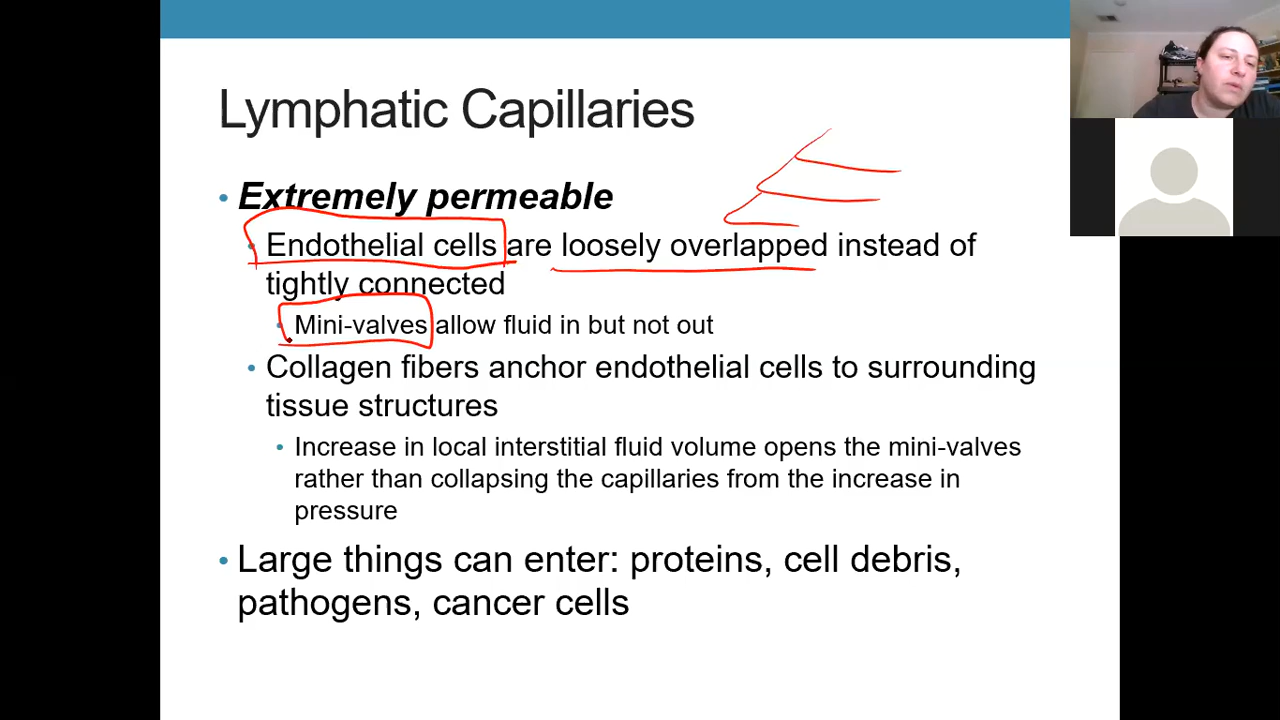 Lymphatic Capillaries
• Extremely permeable
• Endothelial cells are loosely overlapped instead of
tightly connected
• Mini-valves allow fluid in but not out
• Collagen fibers anchor endothelial cells to surrounding
tissue structures
• Increase in local interstitial fluid volume opens the mini-valves
rather than collapsing the capillaries from the increase in
pressure
• Large things can enter: proteins, cell debris,
pathogens, cancer cells